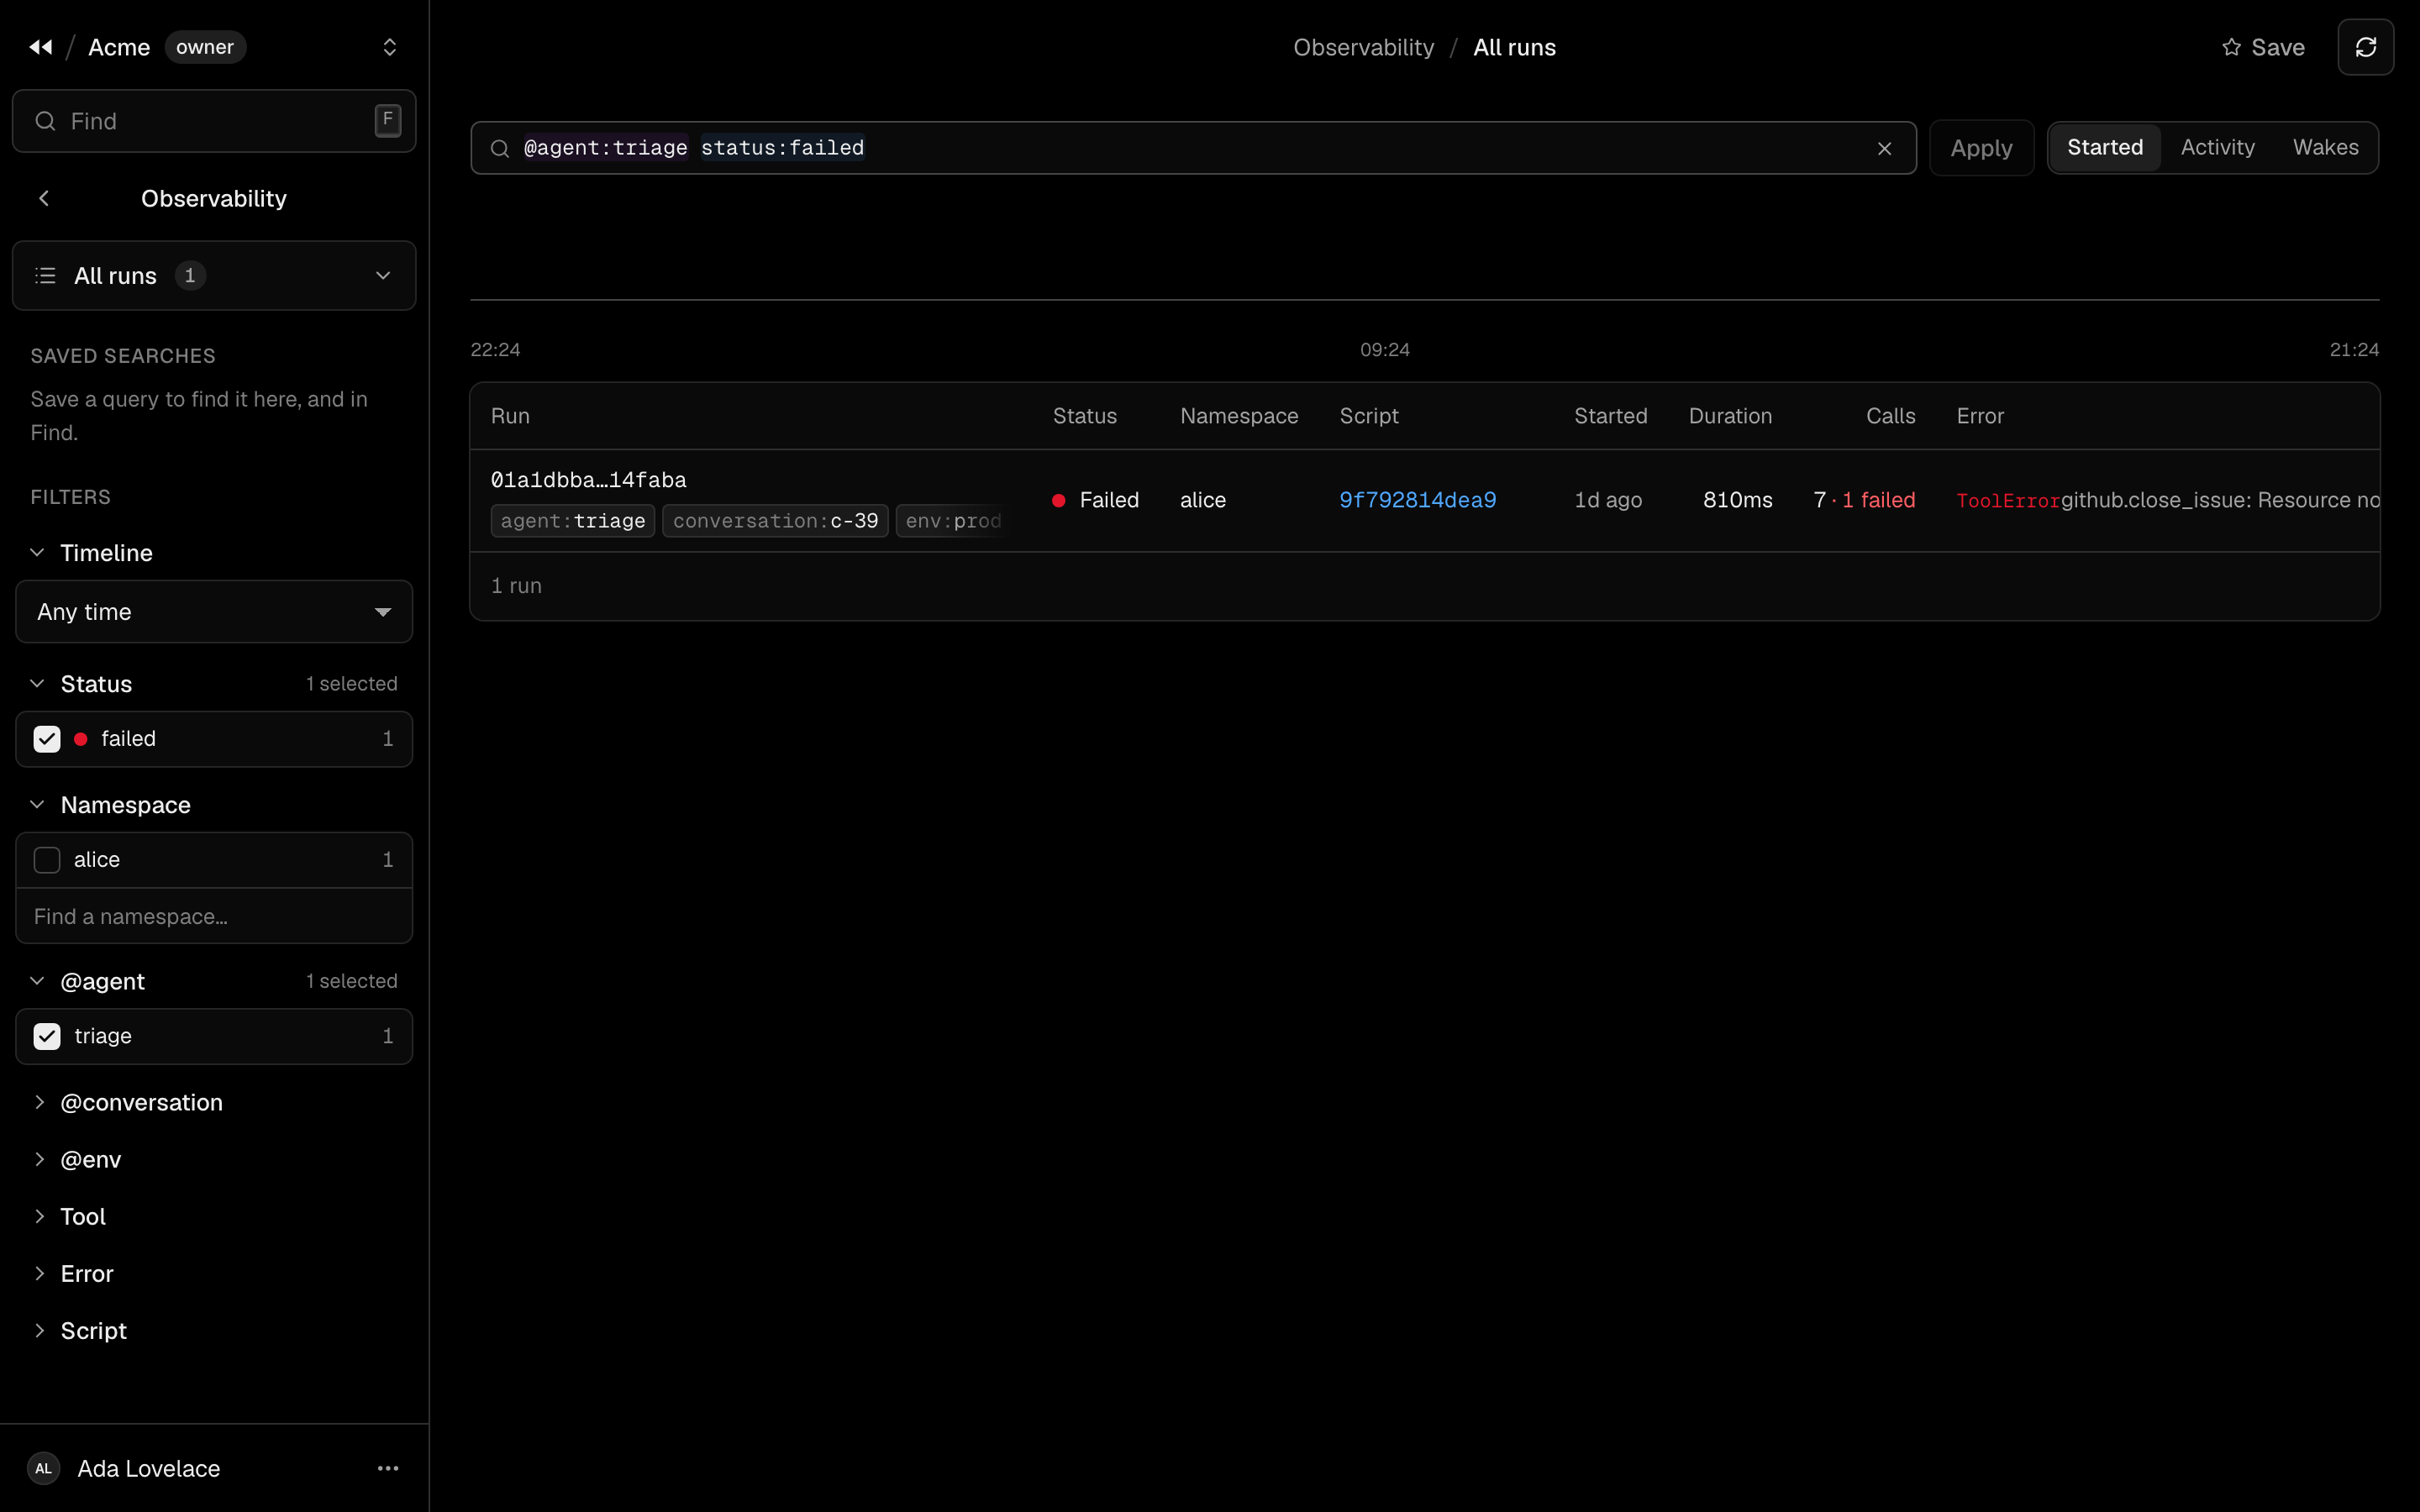 / Acme owner
Find F
Observability
All runs 1
SAVED SEARCHES
Save a query to find it here, and in
Find.
FILTERS
Timeline
Any time
Status 1 selected
failed 1
Namespace
alice 1
Find a namespace…
@agent 1 selected
triage 1
@conversation
@env
Tool
Error
Script
AL Ada Lovelace
Observability / All runs
Save
@agent:triage status:failed
Apply
Started Activity Wakes
22:24 09:24 21:24
Run Status Namespace Script Started Duration Calls Error
01a1dbba…14faba
agent:triage conversation:c-39 env:prod
Failed alice 9f792814dea9 1d ago 810ms 7 · 1 failed ToolErrorgithub.close_issue: Resource no
1 run